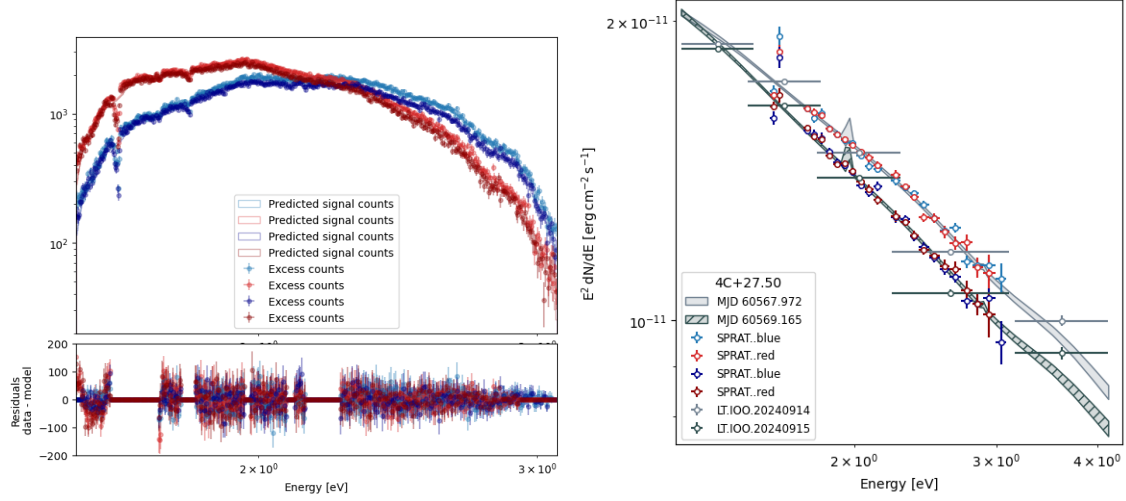 10³
10²
Predicted signal counts
Predicted signal counts
Predicted signal counts
Predicted signal counts
Excess counts
Excess counts
Excess counts
Excess counts
200
100
0
−100
−200
Residuals
data - model
2 × 10⁰
3 × 10⁰
Energy [eV]
2 × 10⁻¹¹
10⁻¹¹
E² dN/dE [erg cm⁻² s⁻¹]
4C+27.50
MJD 60567.972
MJD 60569.165
SPRAT..blue
SPRAT..red
SPRAT..blue
SPRAT..red
LT.IOO.20240914
LT.IOO.20240915
2 × 10⁰
3 × 10⁰
4 × 10⁰
Energy [eV]